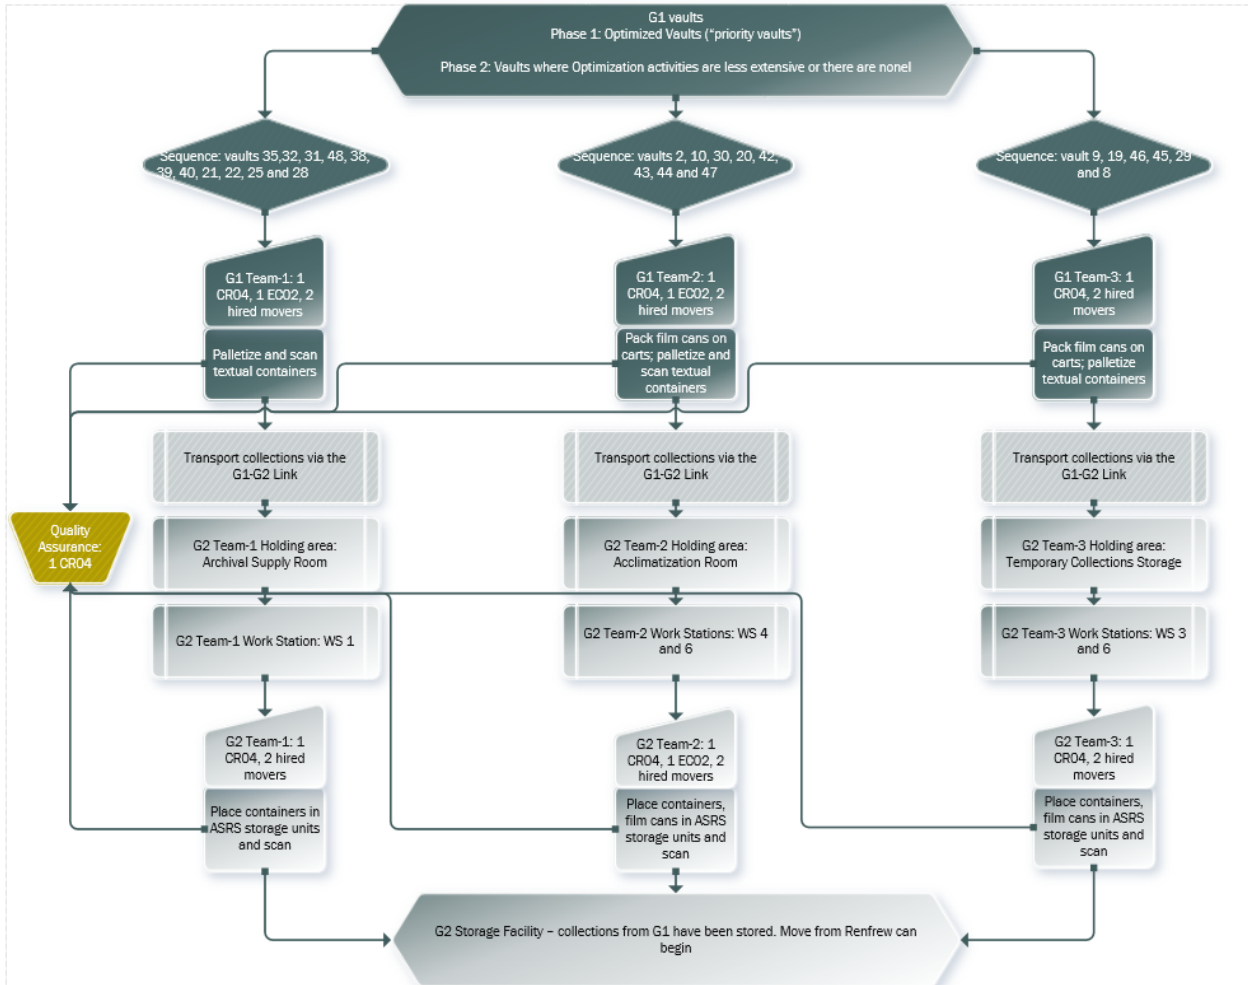 G1 vaults
Phase 1: Optimized Vaults (“priority vaults”)
Phase 2: Vaults where Optimization activities are less extensive or there are nonel
Sequence: vaults 35,32, 31, 48, 38,
39, 40, 21, 22, 25 and 28
Sequence: vaults 2, 10, 30, 20, 42,
43, 44 and 47
Sequence: vault 9, 19, 46, 45, 29
and 8
G1 Team-1: 1
CR04, 1 EC02, 2
hired movers
G1 Team-2: 1
CR04, 1 EC02, 2
hired movers
G1 Team-3: 1
CR04, 2 hired
movers
Palletize and scan
textual containers
Pack film cans on
carts; palletize and
scan textual
containers
Pack film cans on
carts; palletize
textual containers
Transport collections via the
G1-G2 Link
Transport collections via the
G1-G2 Link
Transport collections via the
G1-G2 Link
Quality
Assurance:
1 CR04
G2 Team-1 Holding area:
Archival Supply Room
G2 Team-2 Holding area:
Acclimatization Room
G2 Team-3 Holding area:
Temporary Collections Storage
G2 Team-1 Work Station: WS 1
G2 Team-2 Work Stations: WS 4
and 6
G2 Team-3 Work Stations: WS 3
and 6
G2 Team-1: 1
CR04, 2 hired
movers
G2 Team-2: 1
CR04, 1 EC02, 2
hired movers
G2 Team-3: 1
CR04, 2 hired
movers
Place containers in
ASRS storage units
and scan
Place containers,
film cans in ASRS
storage units and
scan
Place containers,
film cans in ASRS
storage units and
scan
G2 Storage Facility – collections from G1 have been stored. Move from Renfrew can
begin